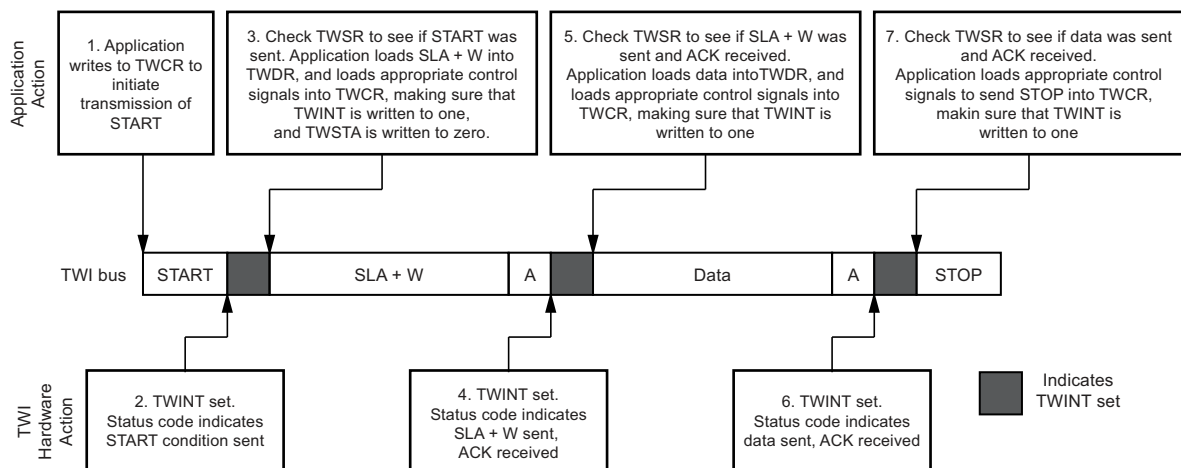 Application
Action
1. Application
writes to TWCR to
initiate
transmission of
START
3. Check TWSR to see if START was
sent. Application loads SLA + W into
TWDR, and loads appropriate control
signals into TWCR, making sure that
TWINT is written to one,
and TWSTA is written to zero.
5. Check TWSR to see if SLA + W was
sent and ACK received.
Application loads data intoTWDR, and
loads appropriate control signals into
TWCR, making sure that TWINT is
written to one
7. Check TWSR to see if data was sent
and ACK received.
Application loads appropriate control
signals to send STOP into TWCR,
makin sure that TWINT is
written to one
TWI bus
START
SLA + W
A
Data
A
STOP
TWI
Hardware
Action
2. TWINT set.
Status code indicates
START condition sent
4. TWINT set.
Status code indicates
SLA + W sent,
ACK received
6. TWINT set.
Status code indicates
data sent, ACK received
Indicates
TWINT set